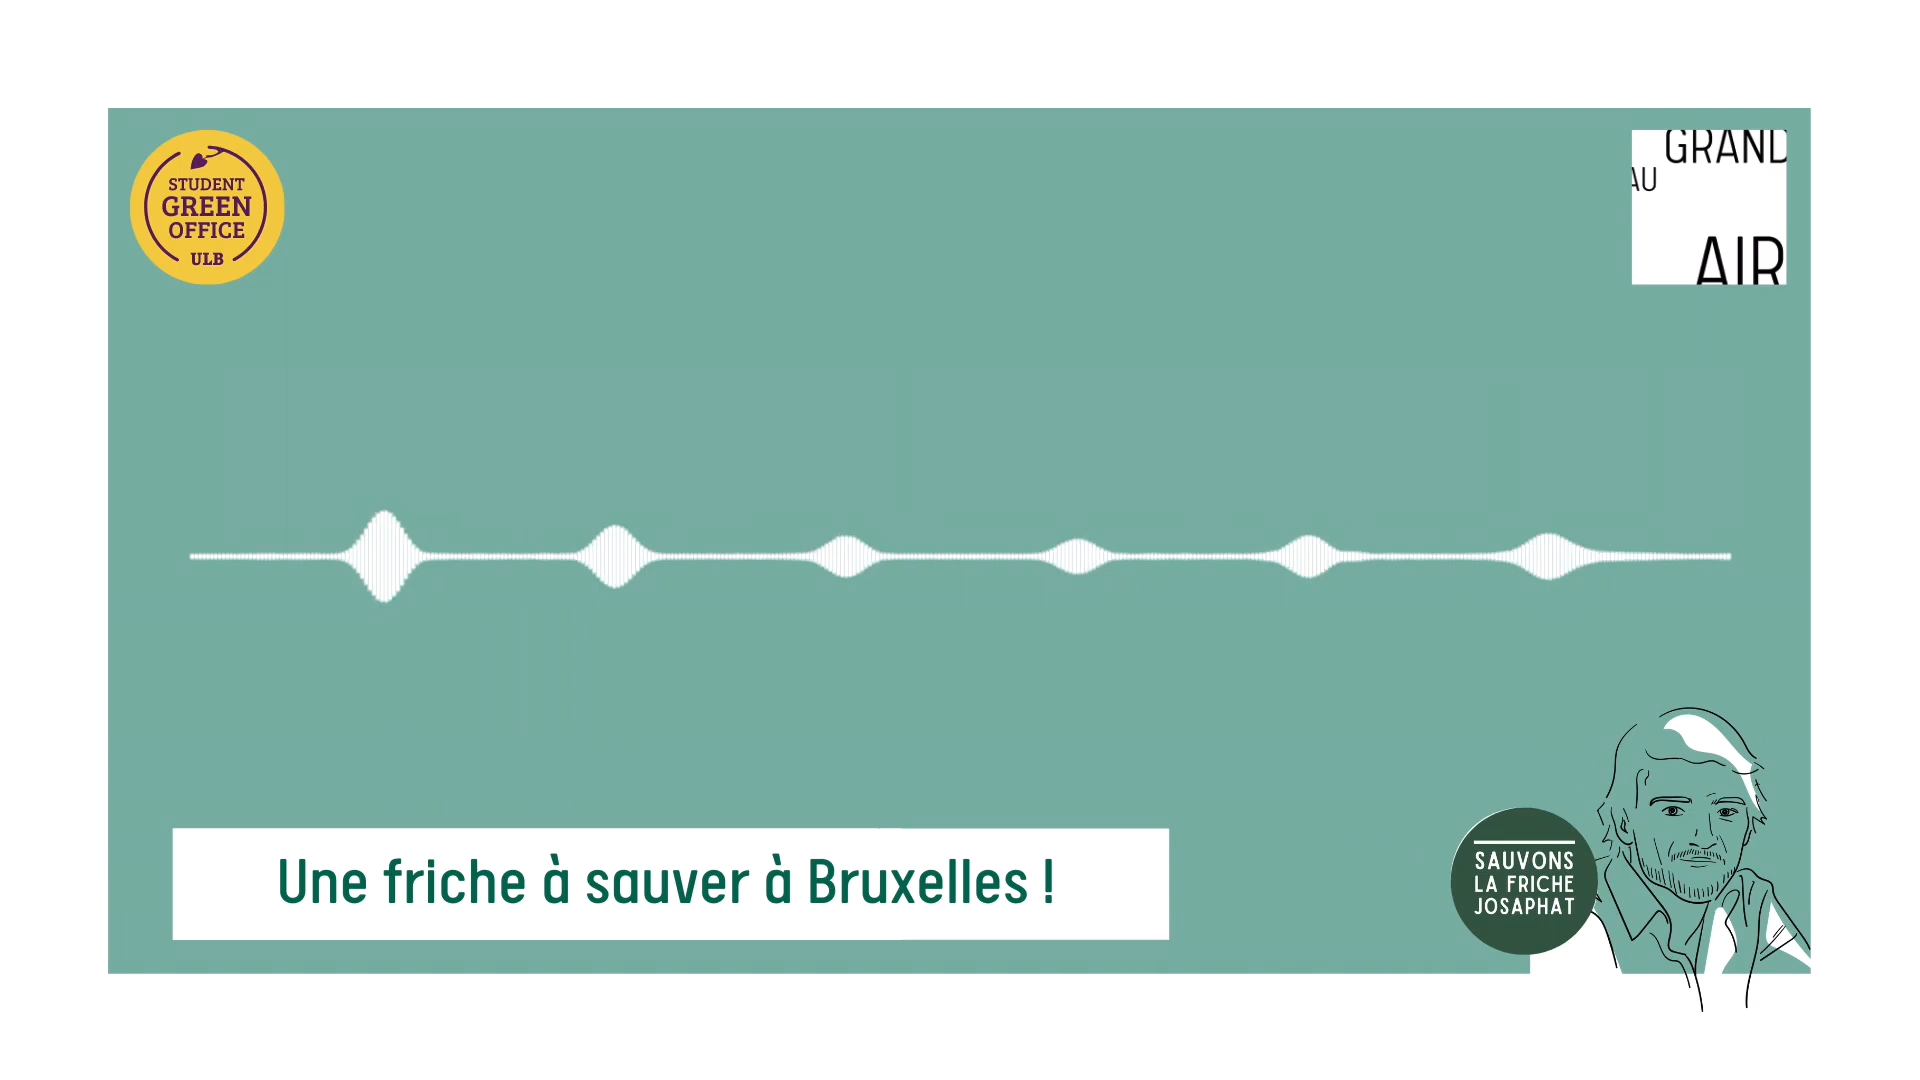 STUDENT
GREEN
OFFICE
ULB
GRAND
AU
AIR
Une friche à sauver à Bruxelles !
SAUVONS
LA FRICHE
JOSAPHAT